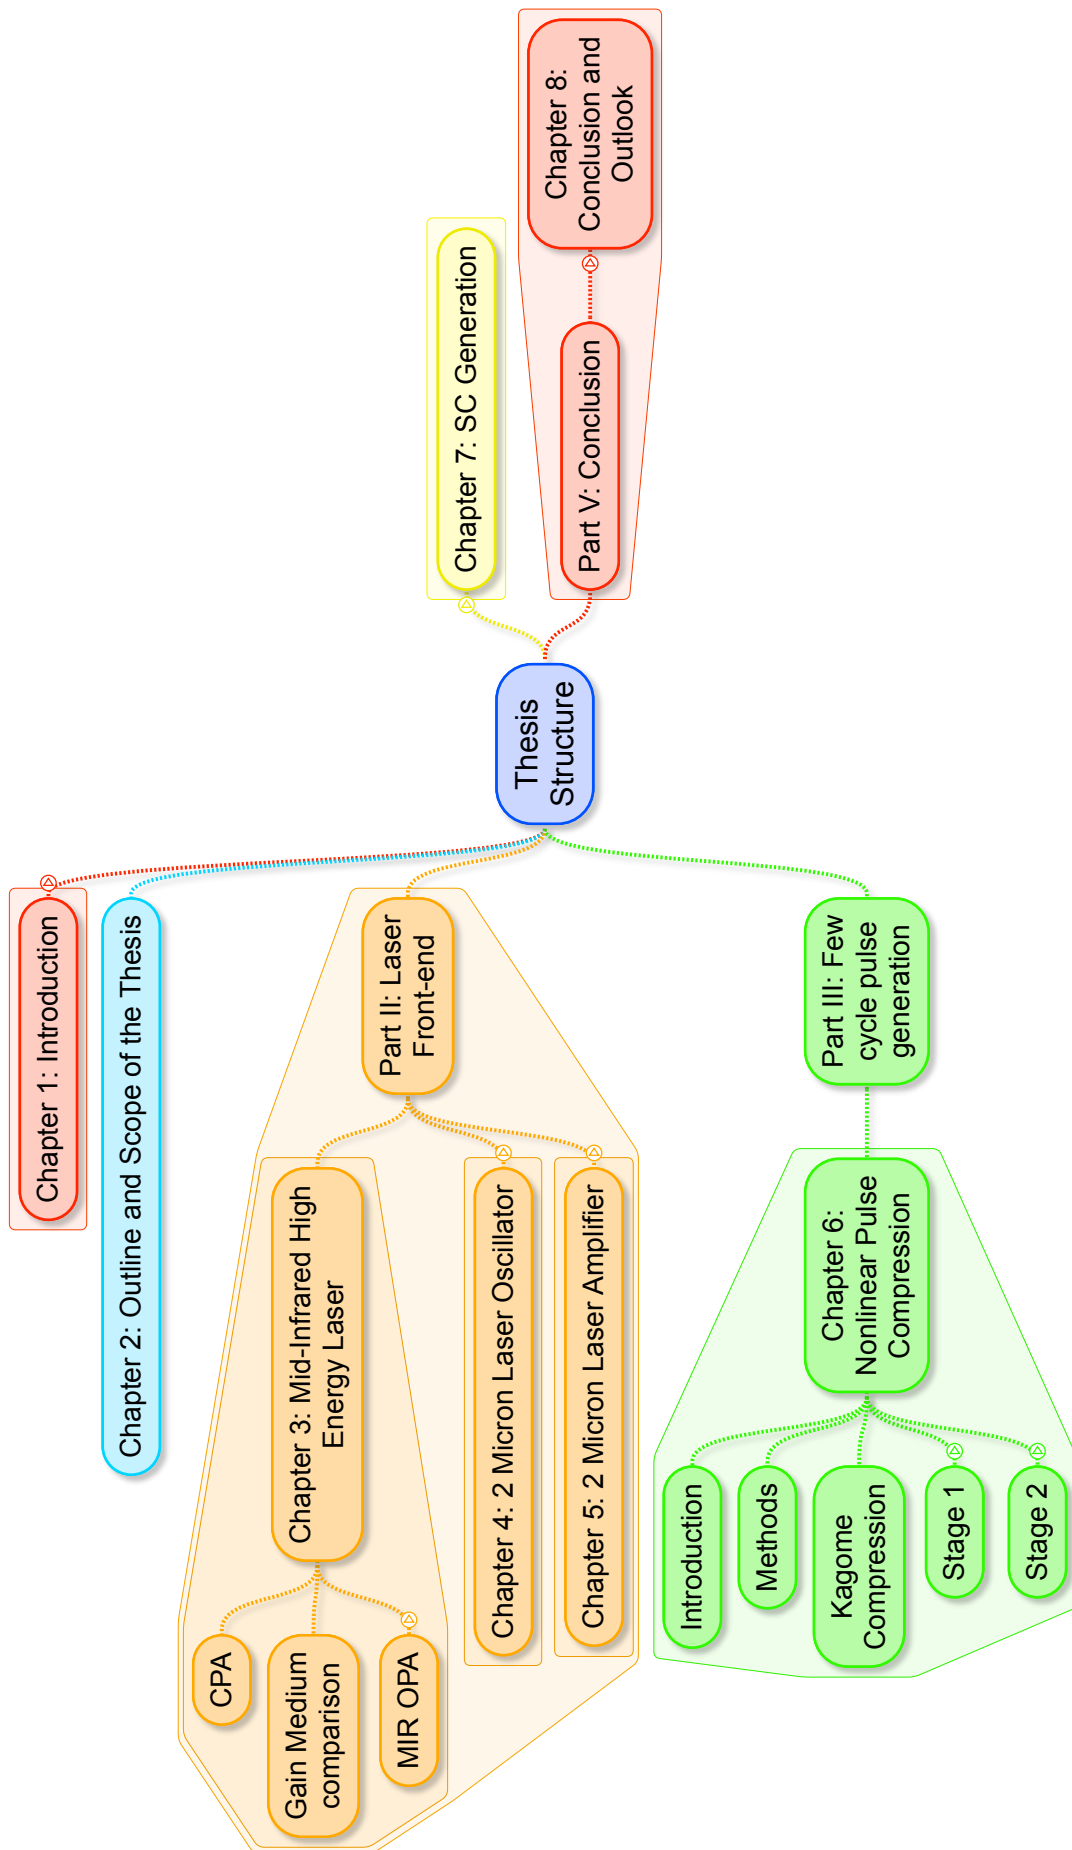 Thesis
Structure
Chapter 1: Introduction
Chapter 2: Outline and Scope of the Thesis
Part II: Laser
Front-end
Chapter 3: Mid-Infrared High
Energy Laser
CPA
Gain Medium
comparison
MIR OPA
Chapter 4: 2 Micron Laser Oscillator
Chapter 5: 2 Micron Laser Amplifier
Part III: Few
cycle pulse
generation
Chapter 6:
Nonlinear Pulse
Compression
Introduction
Methods
Kagome
Compression
Stage 1
Stage 2
Chapter 7: SC Generation
Part V: Conclusion
Chapter 8:
Conclusion and
Outlook